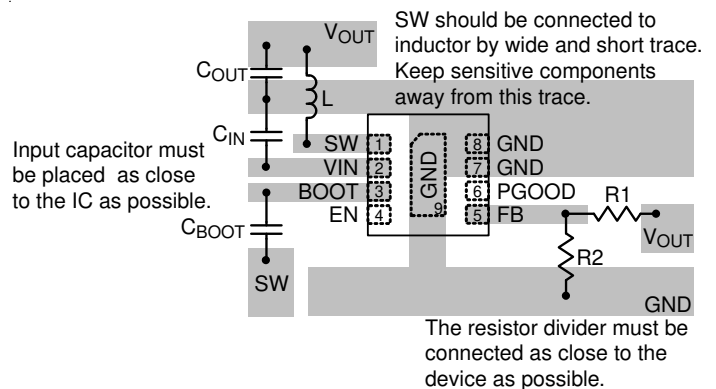 VOUT
SW should be connected to
inductor by wide and short trace.
Keep sensitive components
away from this trace.
COUT
L
CIN
Input capacitor must
be placed as close
to the IC as possible.
SW 1
VIN 2
BOOT 3
EN 4
GND
9
8 GND
7 GND
6 PGOOD
5 FB
R1
VOUT
R2
CBOOT
SW
GND
The resistor divider must be
connected as close to the
device as possible.